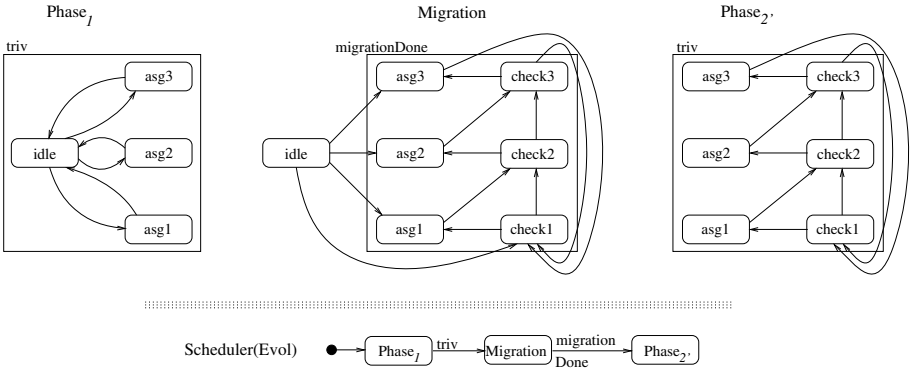 Phase1 Migration Phase2'
triv migrationDone triv
asg3 asg3 check3 asg3 check3
idle asg2 idle asg2 check2 asg2 check2
asg1 asg1 check1 asg1 check1
Scheduler(Evol) Phase1 triv Migration migration Done Phase2'